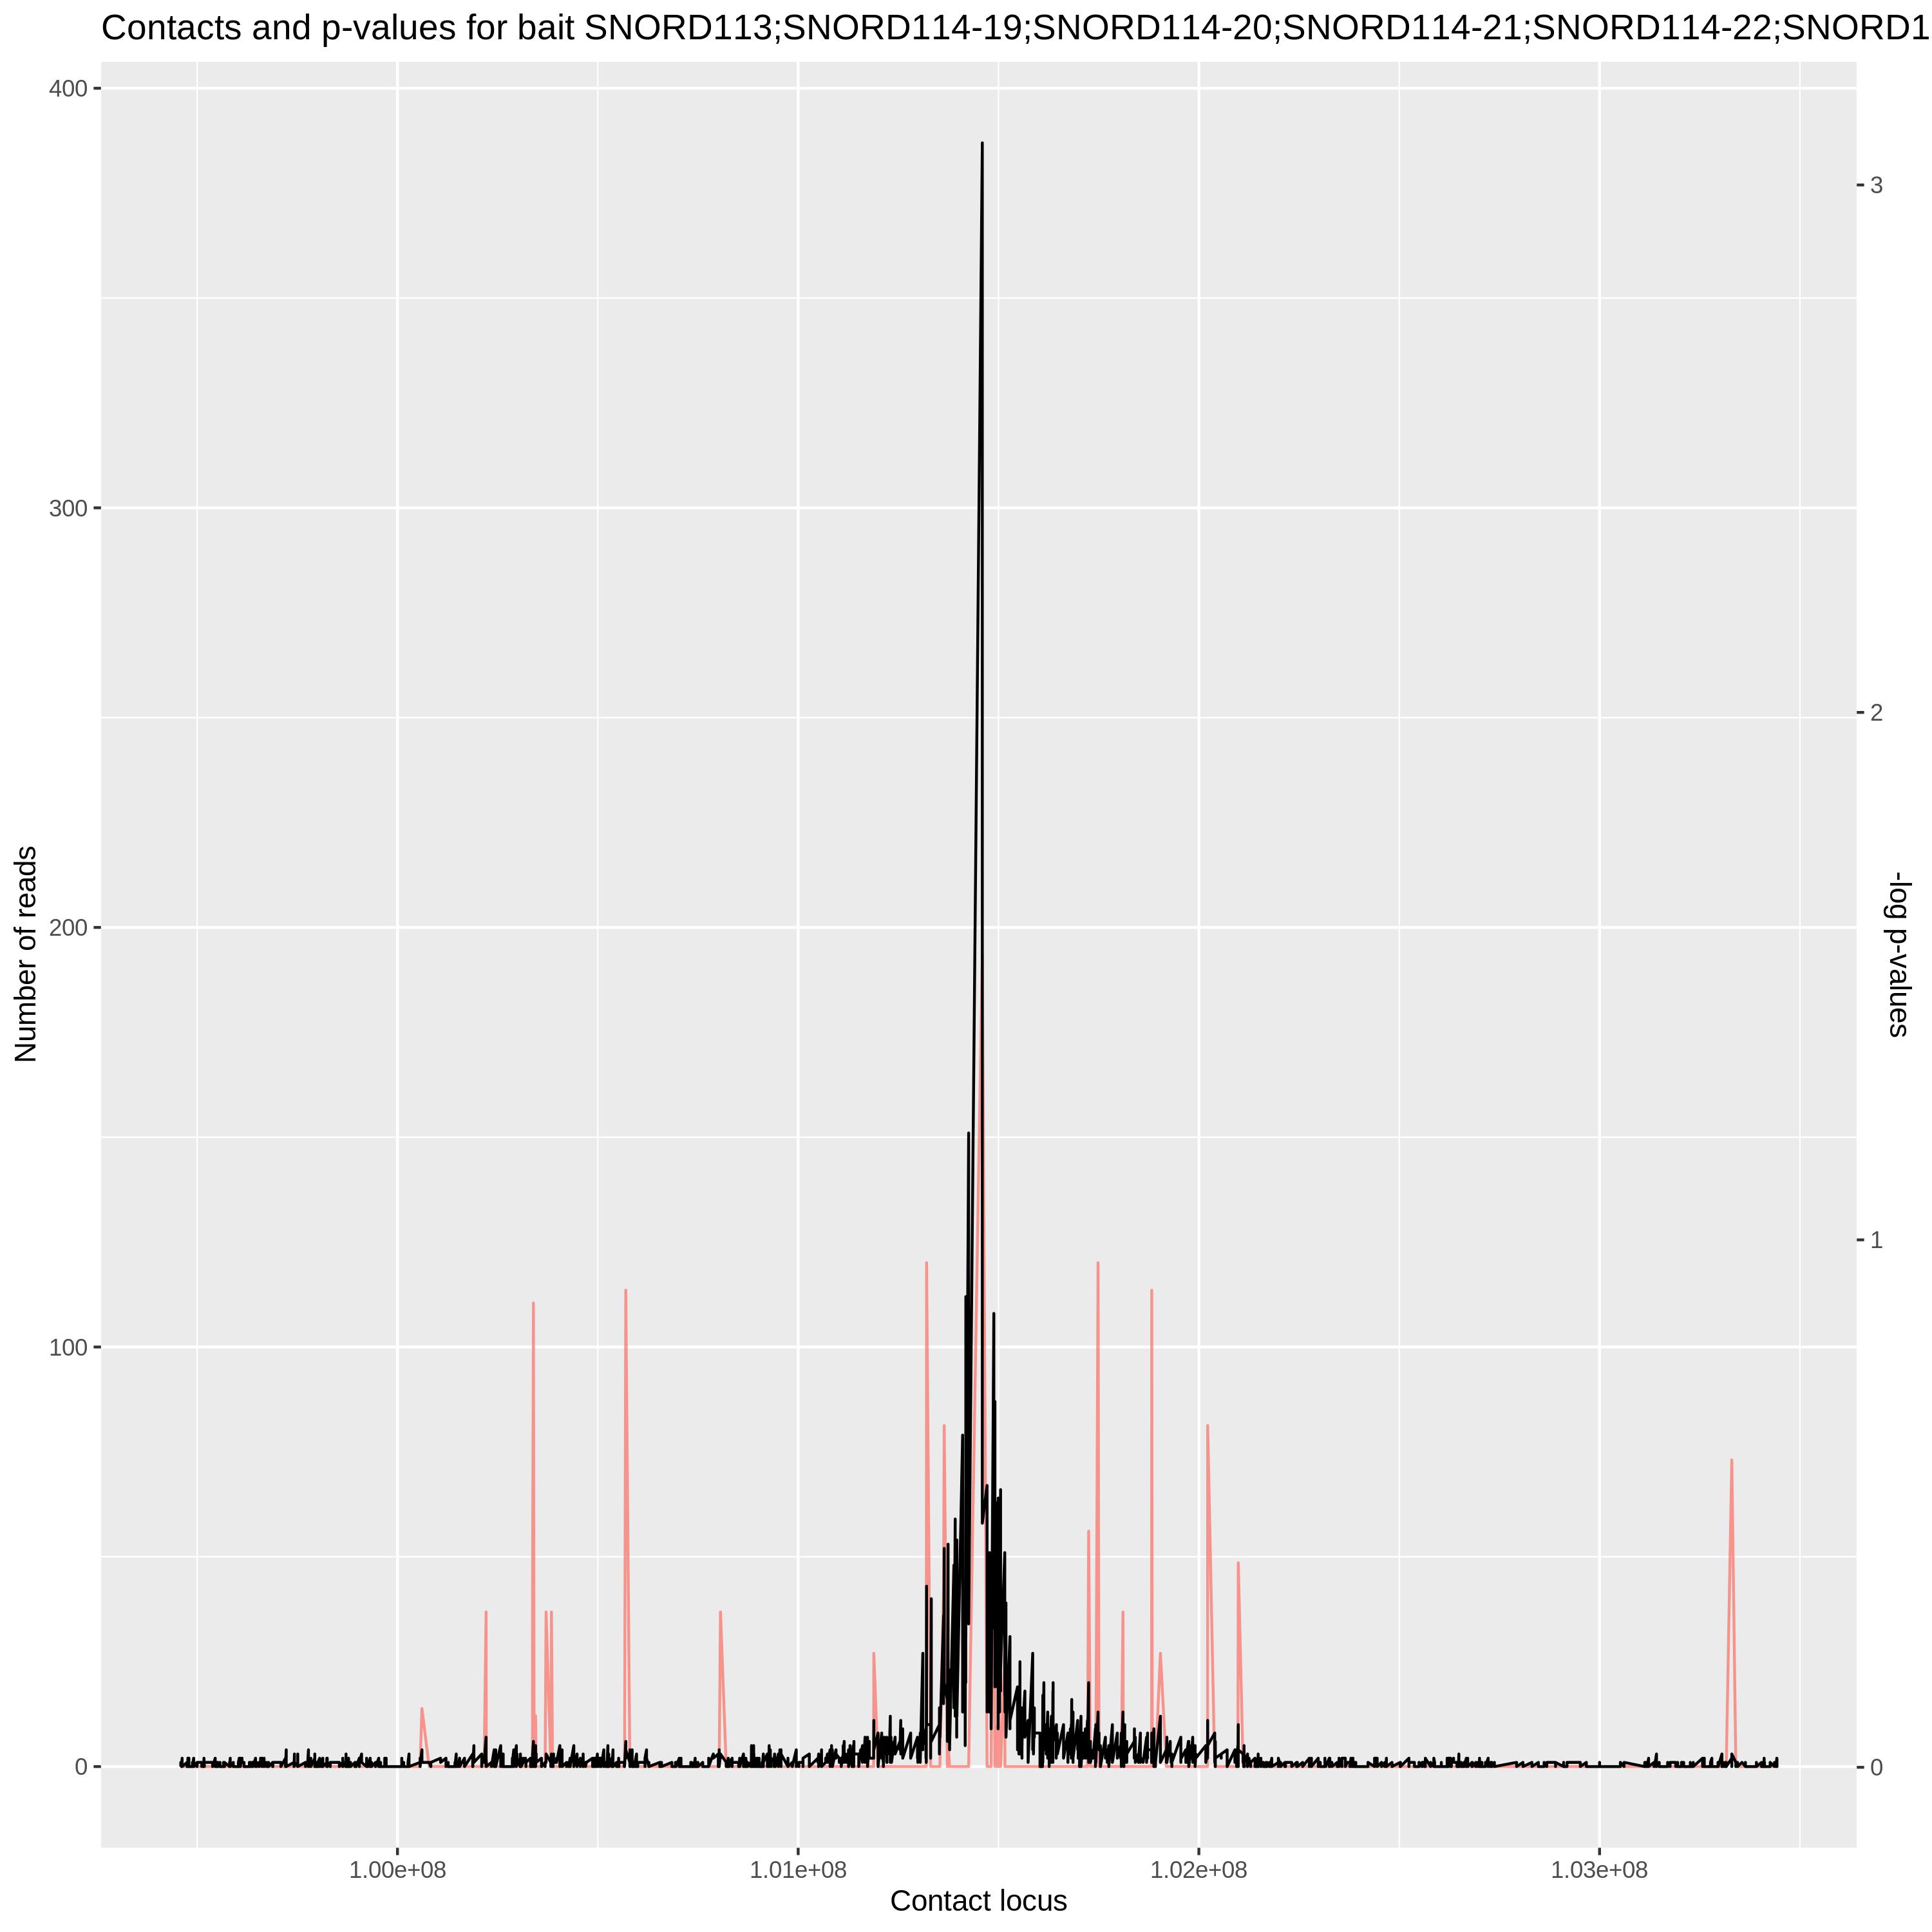 Contacts and p-values for bait SNORD113;SNORD114-19;SNORD114-20;SNORD114-21;SNORD114-22;SNORD1
400
300
200
100
0
Number of reads
3
2
1
0
-log p-values
1.00e+08
1.01e+08
1.02e+08
1.03e+08
Contact locus